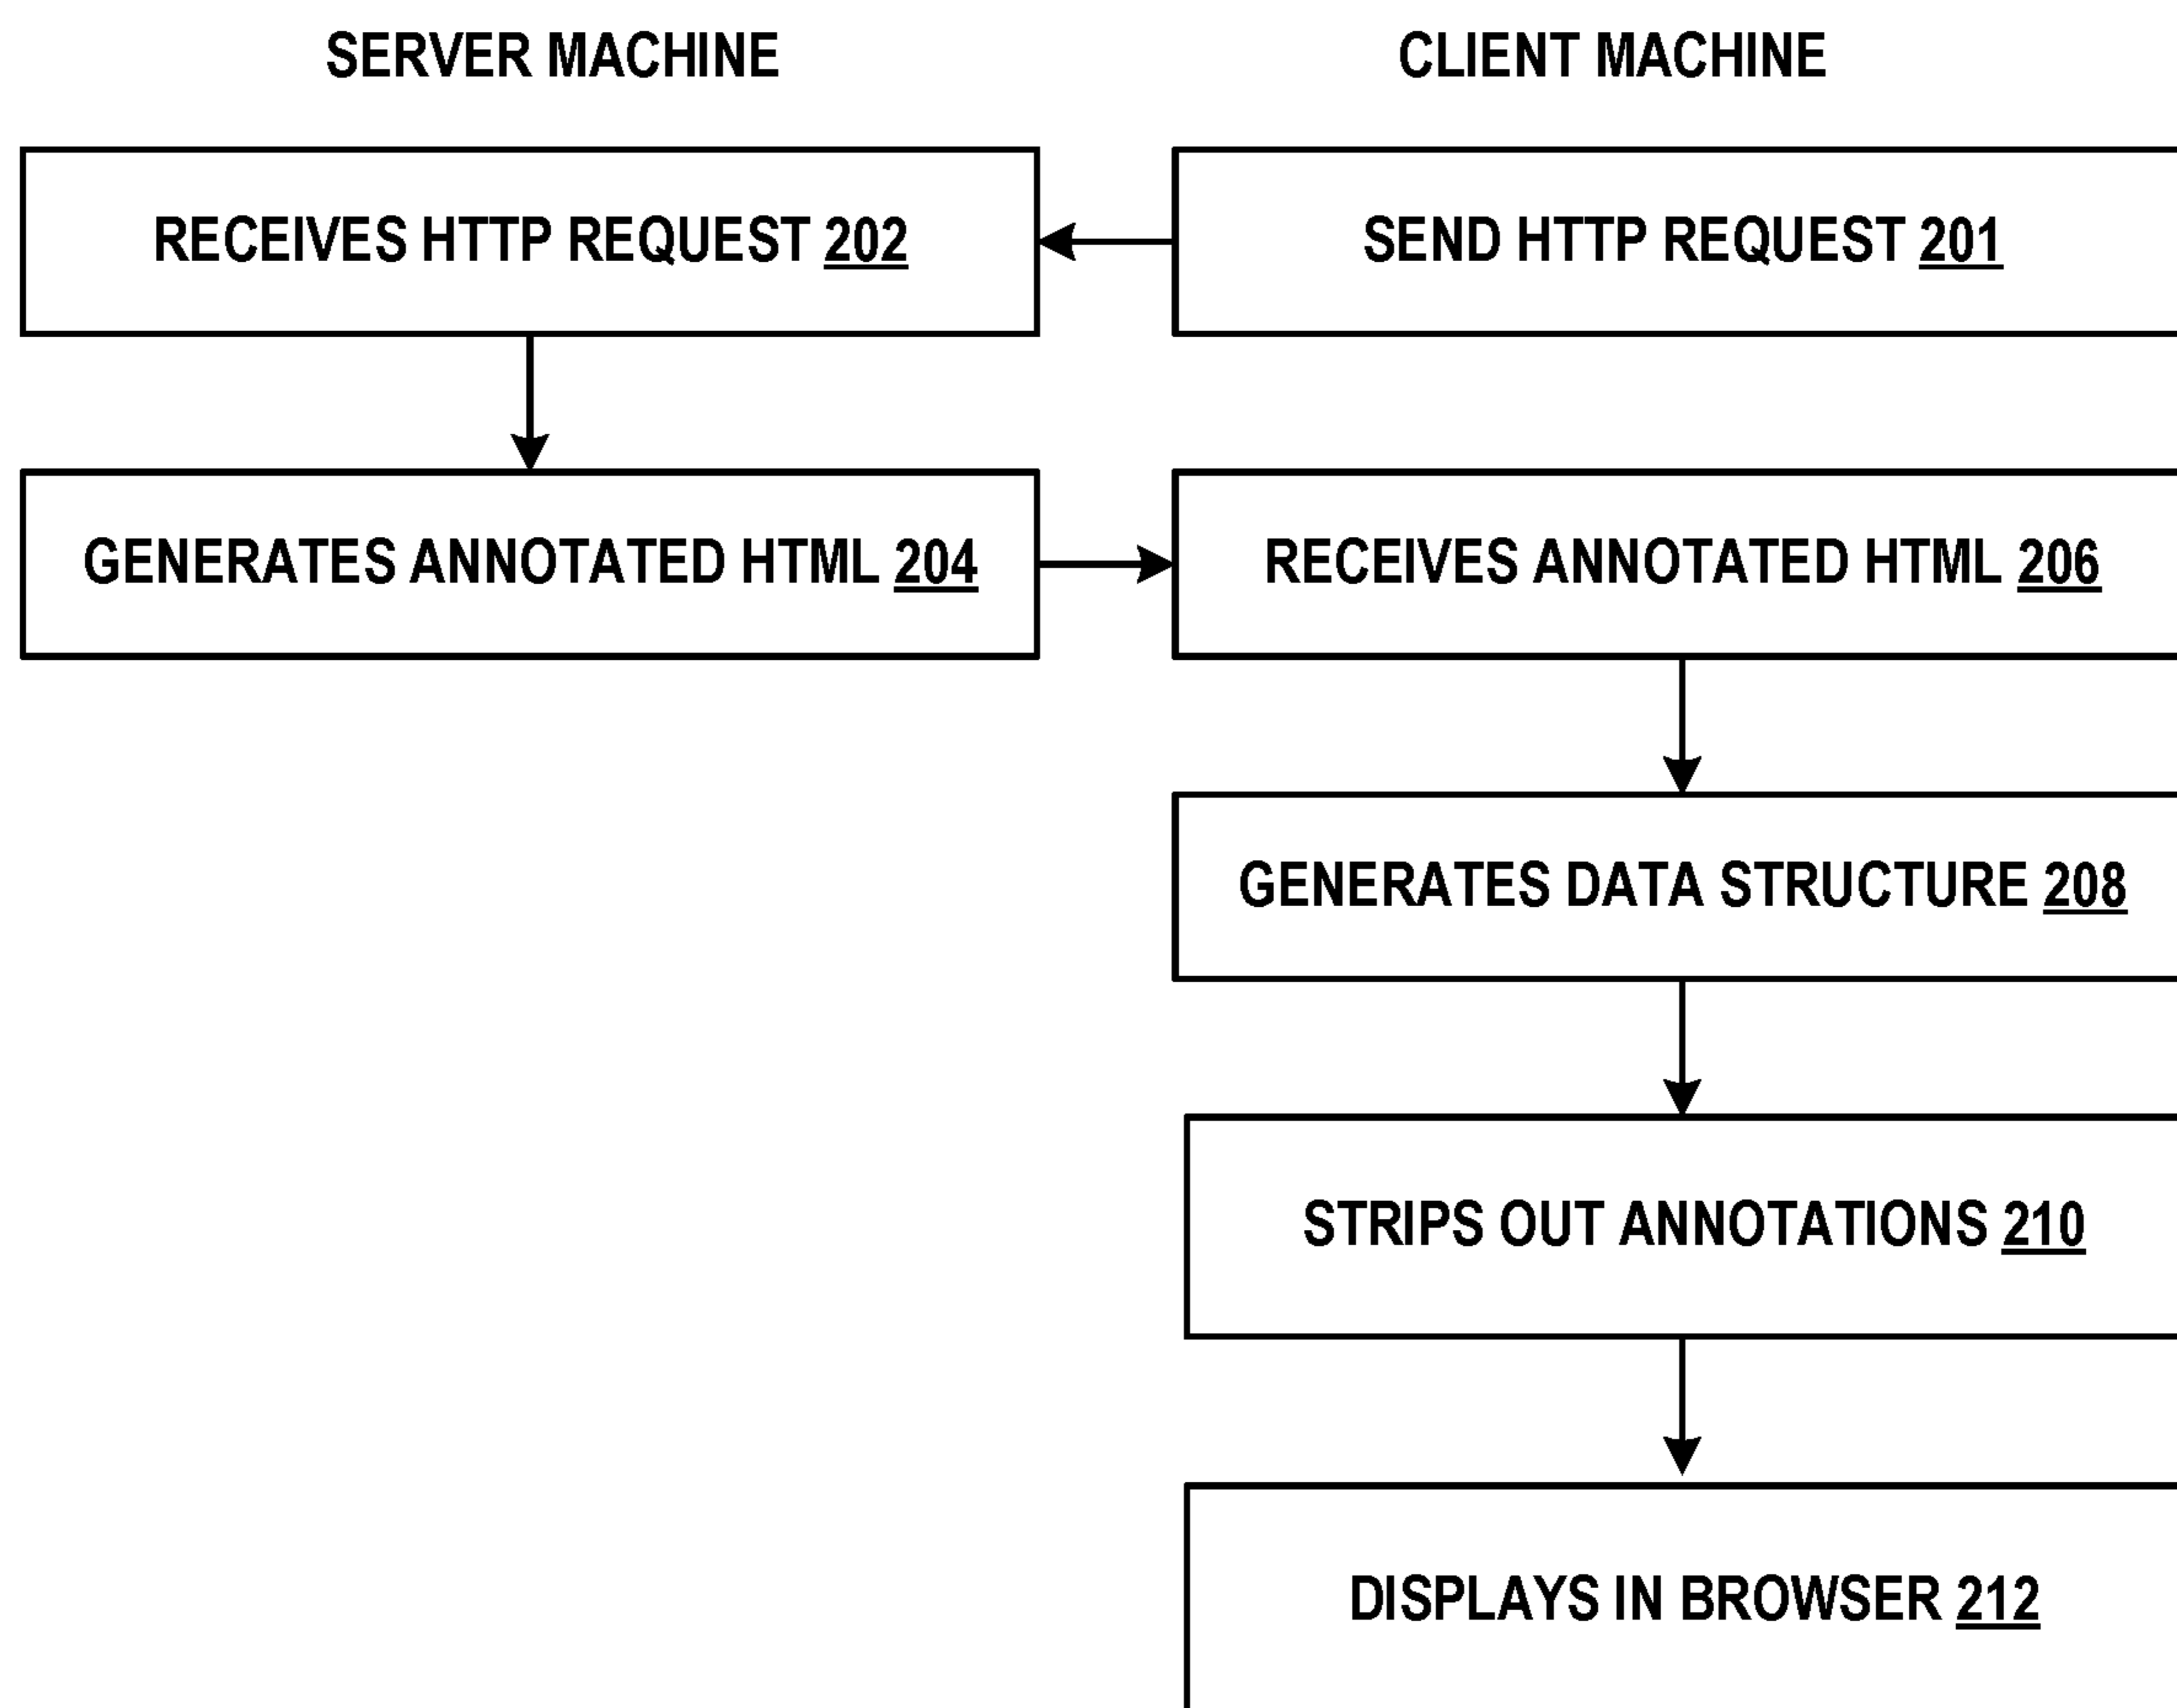 SERVER MACHINE
CLIENT MACHINE
RECEIVES HTTP REQUEST 202
SEND HTTP REQUEST 201
GENERATES ANNOTATED HTML 204
RECEIVES ANNOTATED HTML 206
GENERATES DATA STRUCTURE 208
STRIPS OUT ANNOTATIONS 210
DISPLAYS IN BROWSER 212